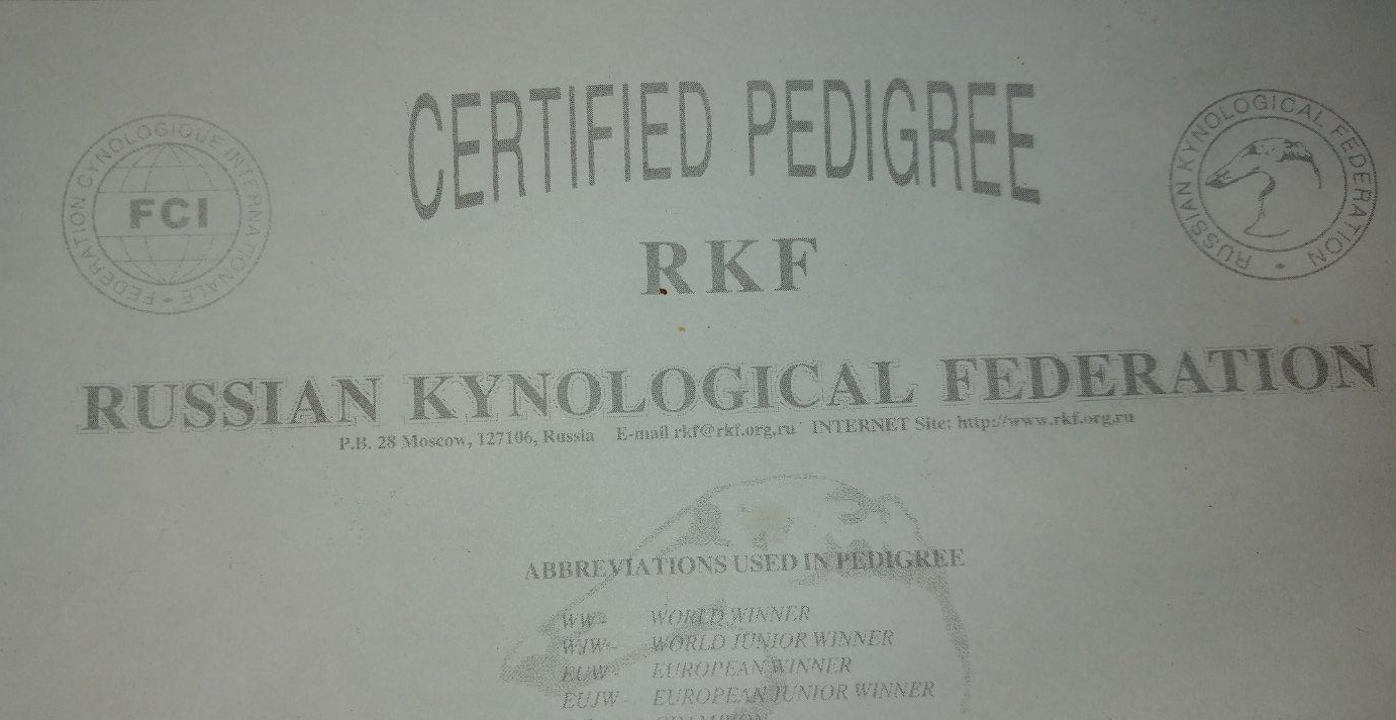 CERTIFIED PEDIGREE
FEDERATION CYNOLOGIQUE INTERNATIONALE
FCI
RUSSIAN KYNOLOGICAL FEDERATION
RKF
RUSSIAN KYNOLOGICAL FEDERATION
P.B. 28 Moscow, 127106, Russia E-mail rkf@rkf.org.ru INTERNET Site: http://www.rkf.org.ru
ABBREVIATIONS USED IN PEDIGREE
WW - WORLD WINNER
WJW - WORLD JUNIOR WINNER
EUW - EUROPEAN WINNER
EUJW - EUROPEAN JUNIOR WINNER